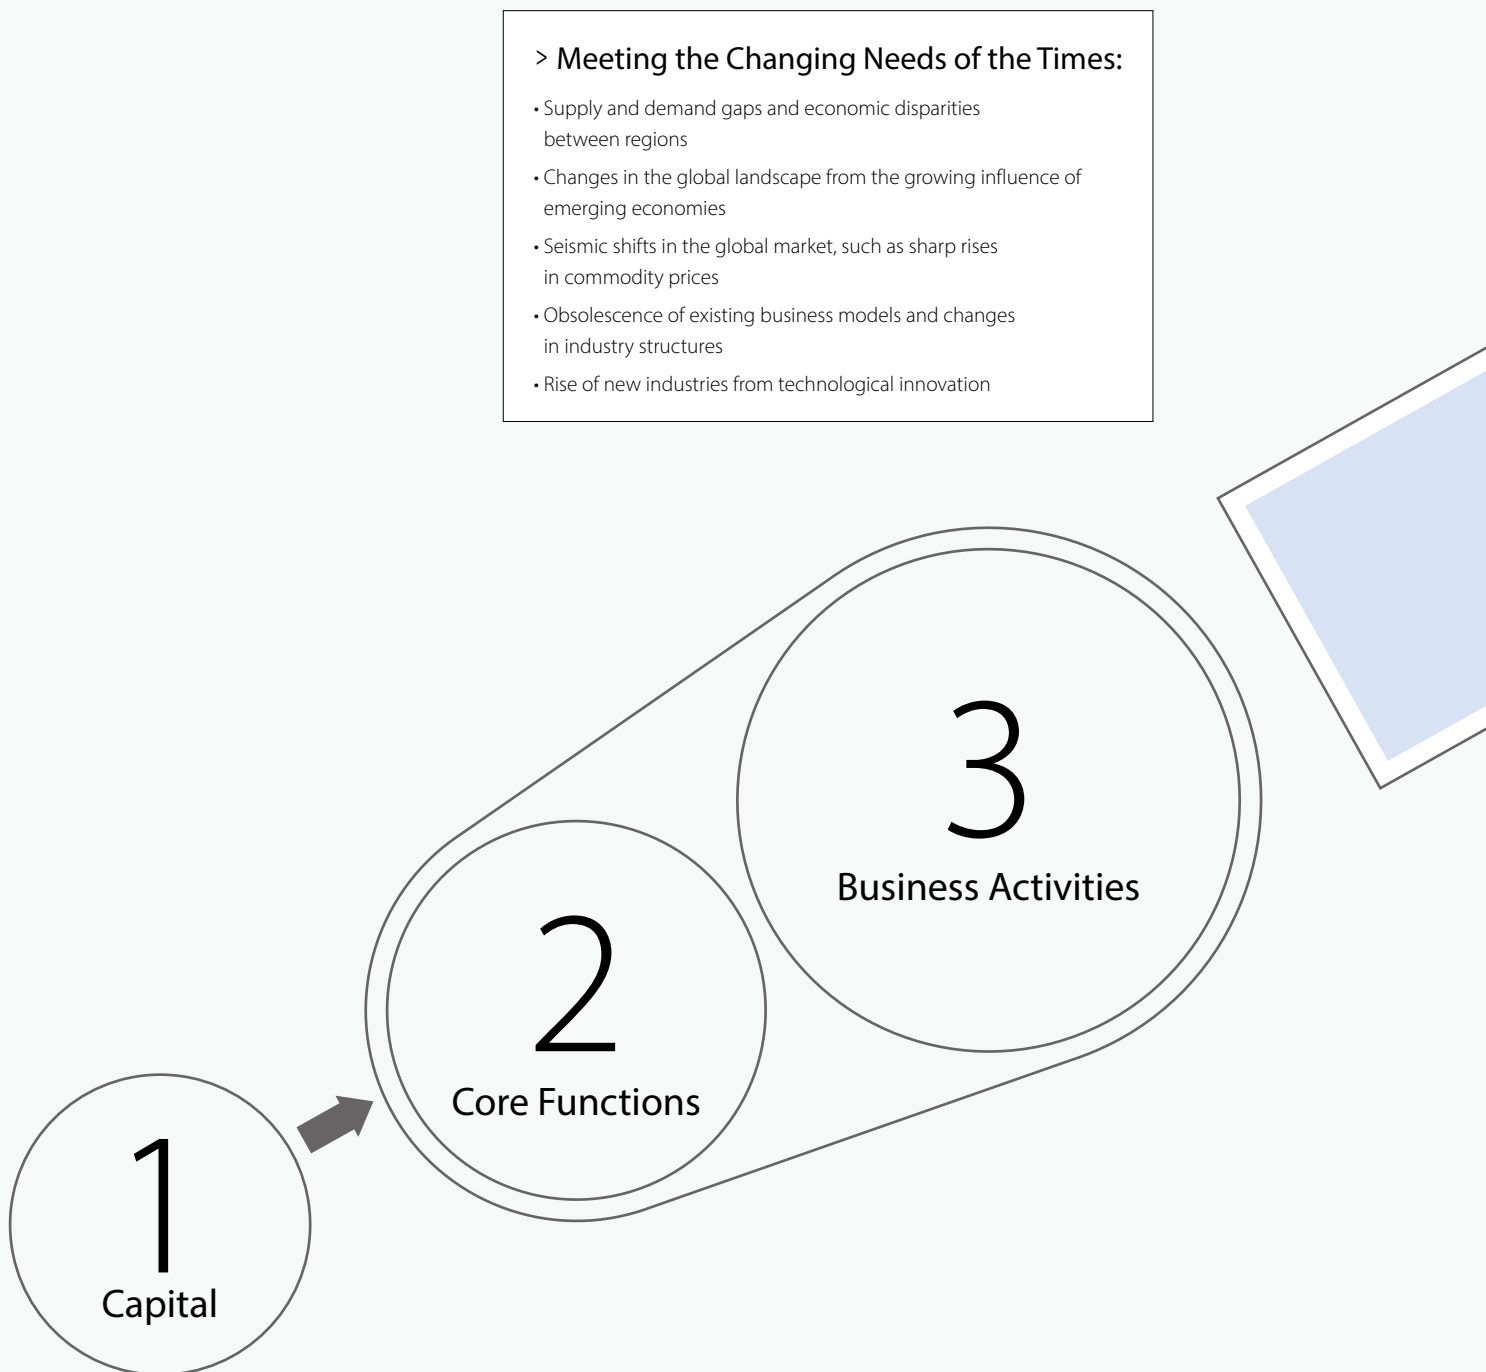 > Meeting the Changing Needs of the Times:
• Supply and demand gaps and economic disparities
between regions
• Changes in the global landscape from the growing influence of
emerging economies
• Seismic shifts in the global market, such as sharp rises
in commodity prices
• Obsolescence of existing business models and changes
in industry structures
• Rise of new industries from technological innovation
3
Business Activities
2
Core Functions
1
Capital